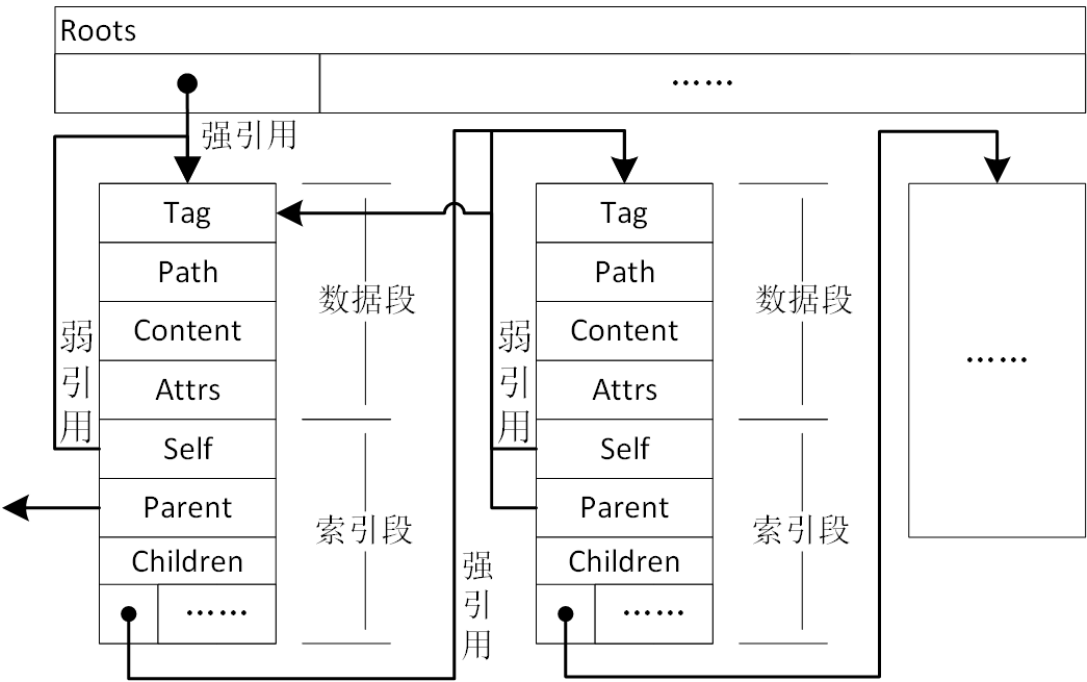 Roots
……
强引用
Tag
Path
Content
Attrs
Self
Parent
Children
……
弱引用
数据段
索引段
强引用
Tag
Path
Content
Attrs
Self
Parent
Children
……
弱引用
数据段
索引段
……